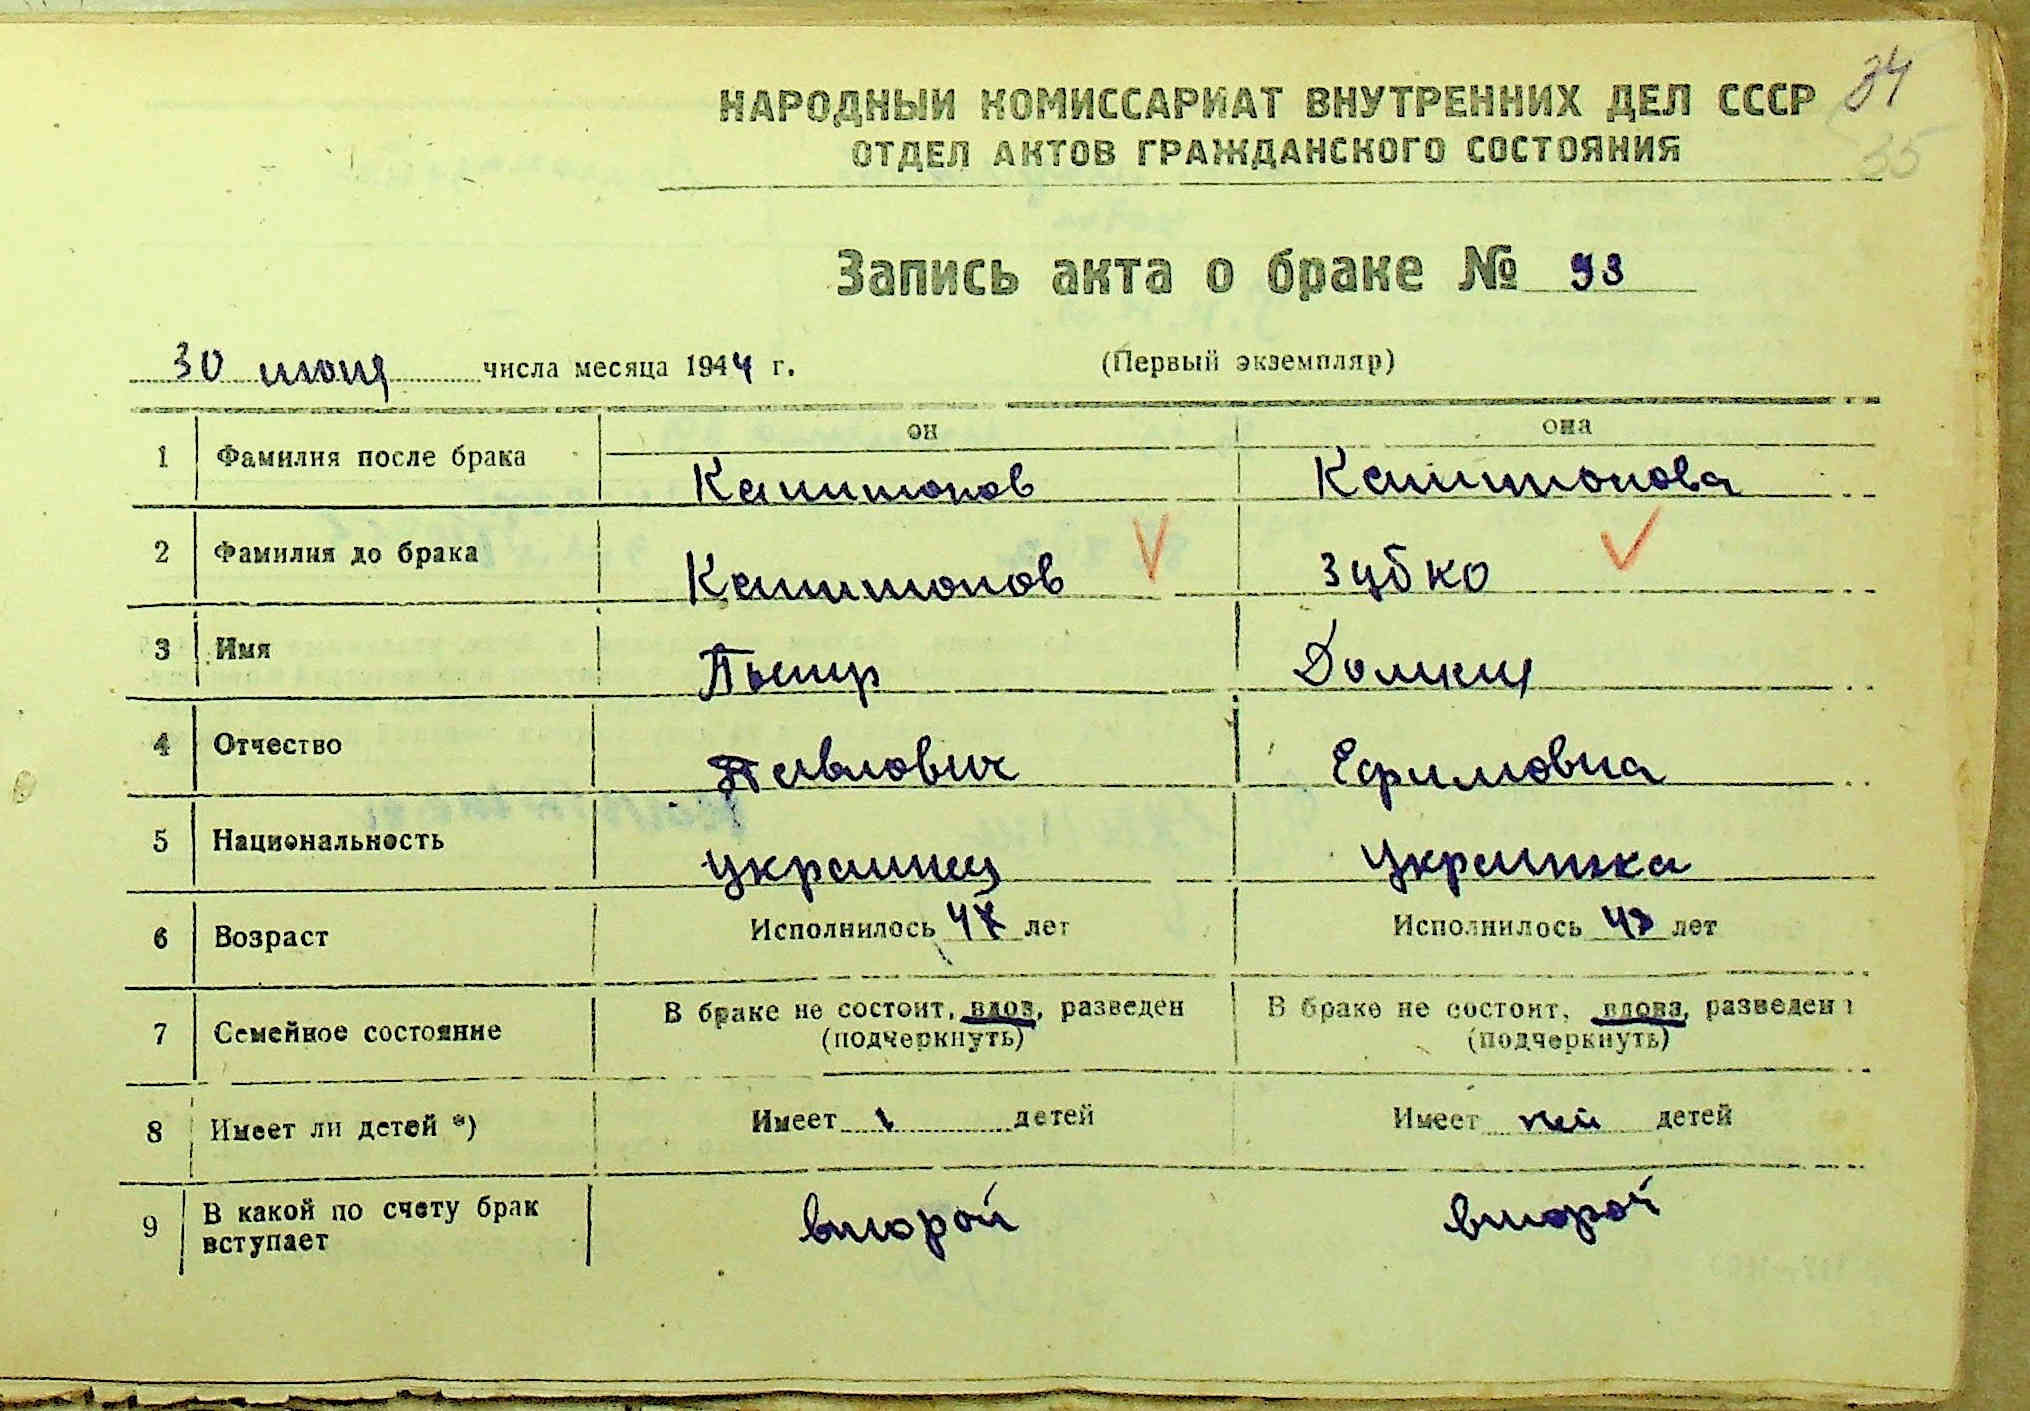 34
35
НАРОДНЫЙ КОМИССАРИАТ ВНУТРЕННИХ ДЕЛ СССР
ОТДЕЛ АКТОВ ГРАЖДАНСКОГО СОСТОЯНИЯ
Запись акта о браке № 93
30 июня числа месяца 1944 г. (Первый экземпляр)
он она
1 Фамилия после брака Капитонов Капитонова
2 Фамилия до брака Капитонов Зубко
3 Имя Петр Домкия
4 Отчество Павлович Ефимовна
5 Национальность украинец украинка
6 Возраст Исполнилось 47 лет Исполнилось 43 лет
7 Семейное состояние В браке не состоит, вдов, разведен В браке не состоит, вдова, разведена
(подчеркнуть) (подчеркнуть)
8 Имеет ли детей *) Имеет 1 детей Имеет детей
9 В какой по счету брак
вступает второй второй